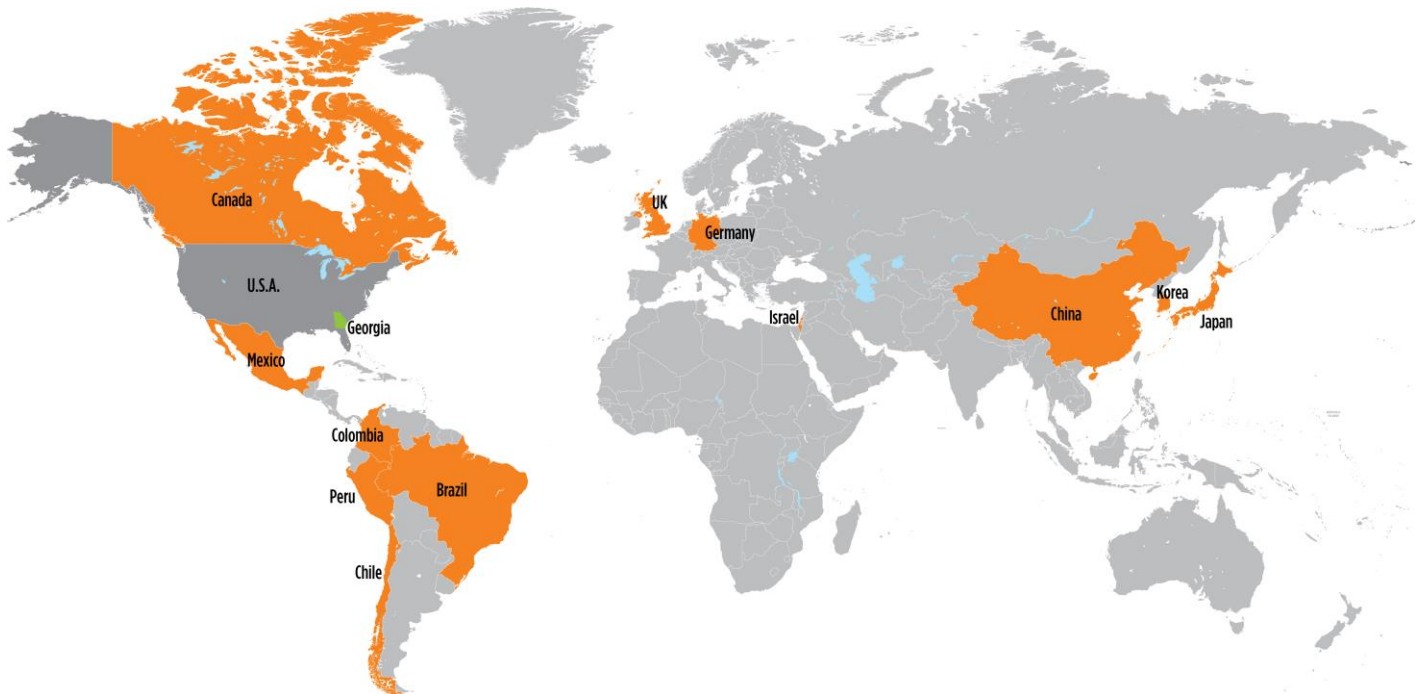 Canada
UK
Germany
U.S.A.
Korea
China
Israel
Japan
Georgia
Mexico
Colombia
Peru
Brazil
Chile